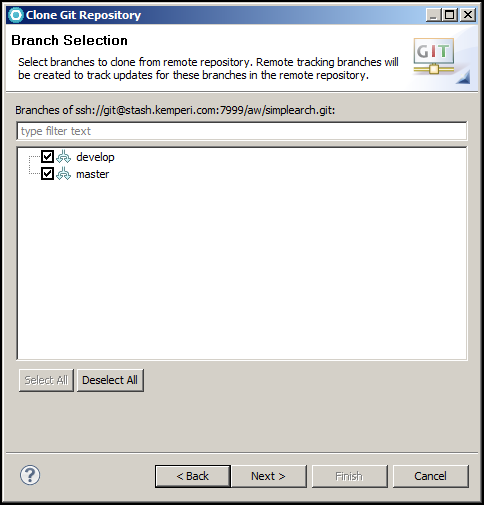 Clone Git Repository
Branch Selection
Select branches to clone from remote repository. Remote tracking branches will
be created to track updates for these branches in the remote repository.
GIT
Branches of ssh://git@stash.kemperi.com:7999/aw/simplearch.git:
type filter text
develop
master
Select All
Deselect All
?
< Back
Next >
Finish
Cancel